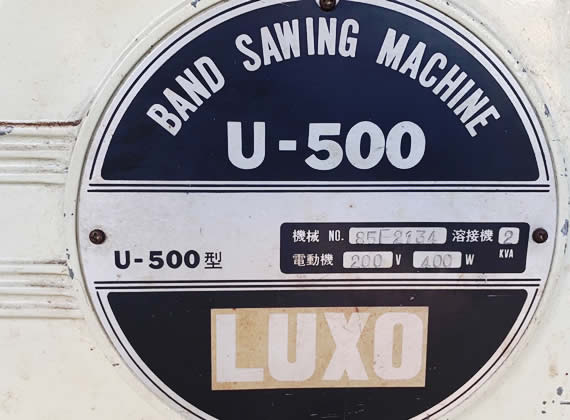 BAND SAWING MACHINE
U-500
機械 NO. 85F2134 溶接機 2 KVA
U-500型
電動機 200 V 400 W
LUXO